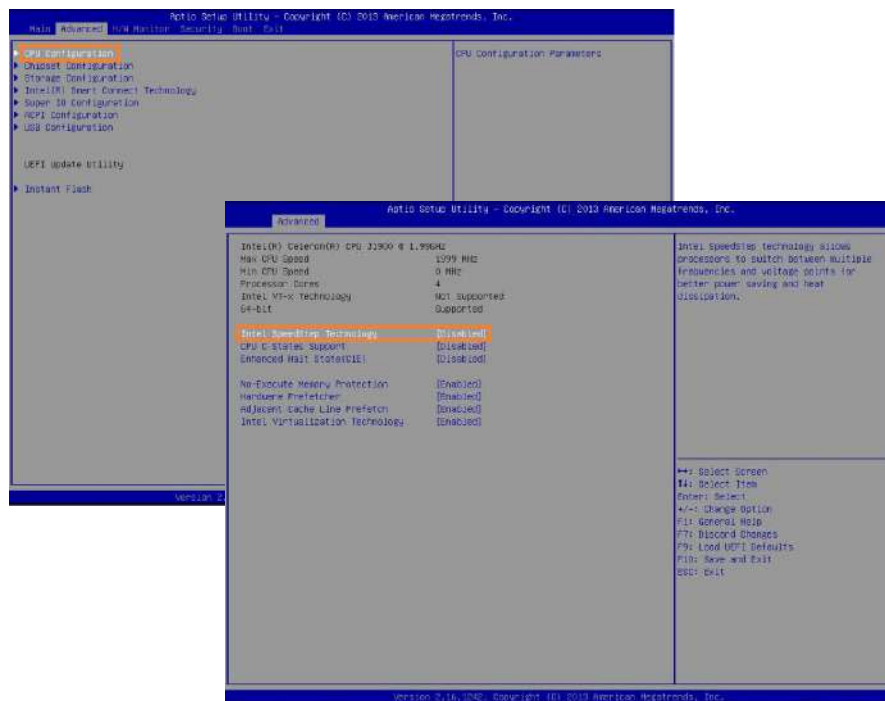 Aptio Setup Utility - Copyright (C) 2013 American Megatrends, Inc.
Main Advanced H/W Monitor Security Boot Exit
CPU Configuration
Chipset Configuration
Storage Configuration
Intel(R) Smart Connect Technology
Super IO Configuration
ACPI Configuration
USB Configuration
UEFI Update Utility
Instant Flash
CPU Configuration Parameters
Version 2.
Aptio Setup Utility - Copyright (C) 2013 American Megatrends, Inc.
Advanced
Intel(R) Celeron(R) CPU J1900 @ 1.99GHz
Max CPU Speed 1999 MHz
Min CPU Speed 0 MHz
Processor Cores 4
Intel VT-x Technology Not Supported
64-bit Supported
Intel SpeedStep Technology [Disabled]
CPU C-States Support [Disabled]
Enhanced Halt State(C1E) [Disabled]
No-Execute Memory Protection [Enabled]
Hardware Prefetcher [Enabled]
Adjacent Cache Line Prefetch [Enabled]
Intel Virtualization Technology [Enabled]
Intel SpeedStep technology allows
processors to switch between multiple
frequencies and voltage points for
better power saving and heat
dissipation.
↔: Select Screen
↑↓: Select Item
Enter: Select
+/-: Change Option
F1: General Help
F7: Discard Changes
F9: Load UEFI Defaults
F10: Save and Exit
ESC: Exit
Version 2.16.1242. Copyright (C) 2013 American Megatrends, Inc.